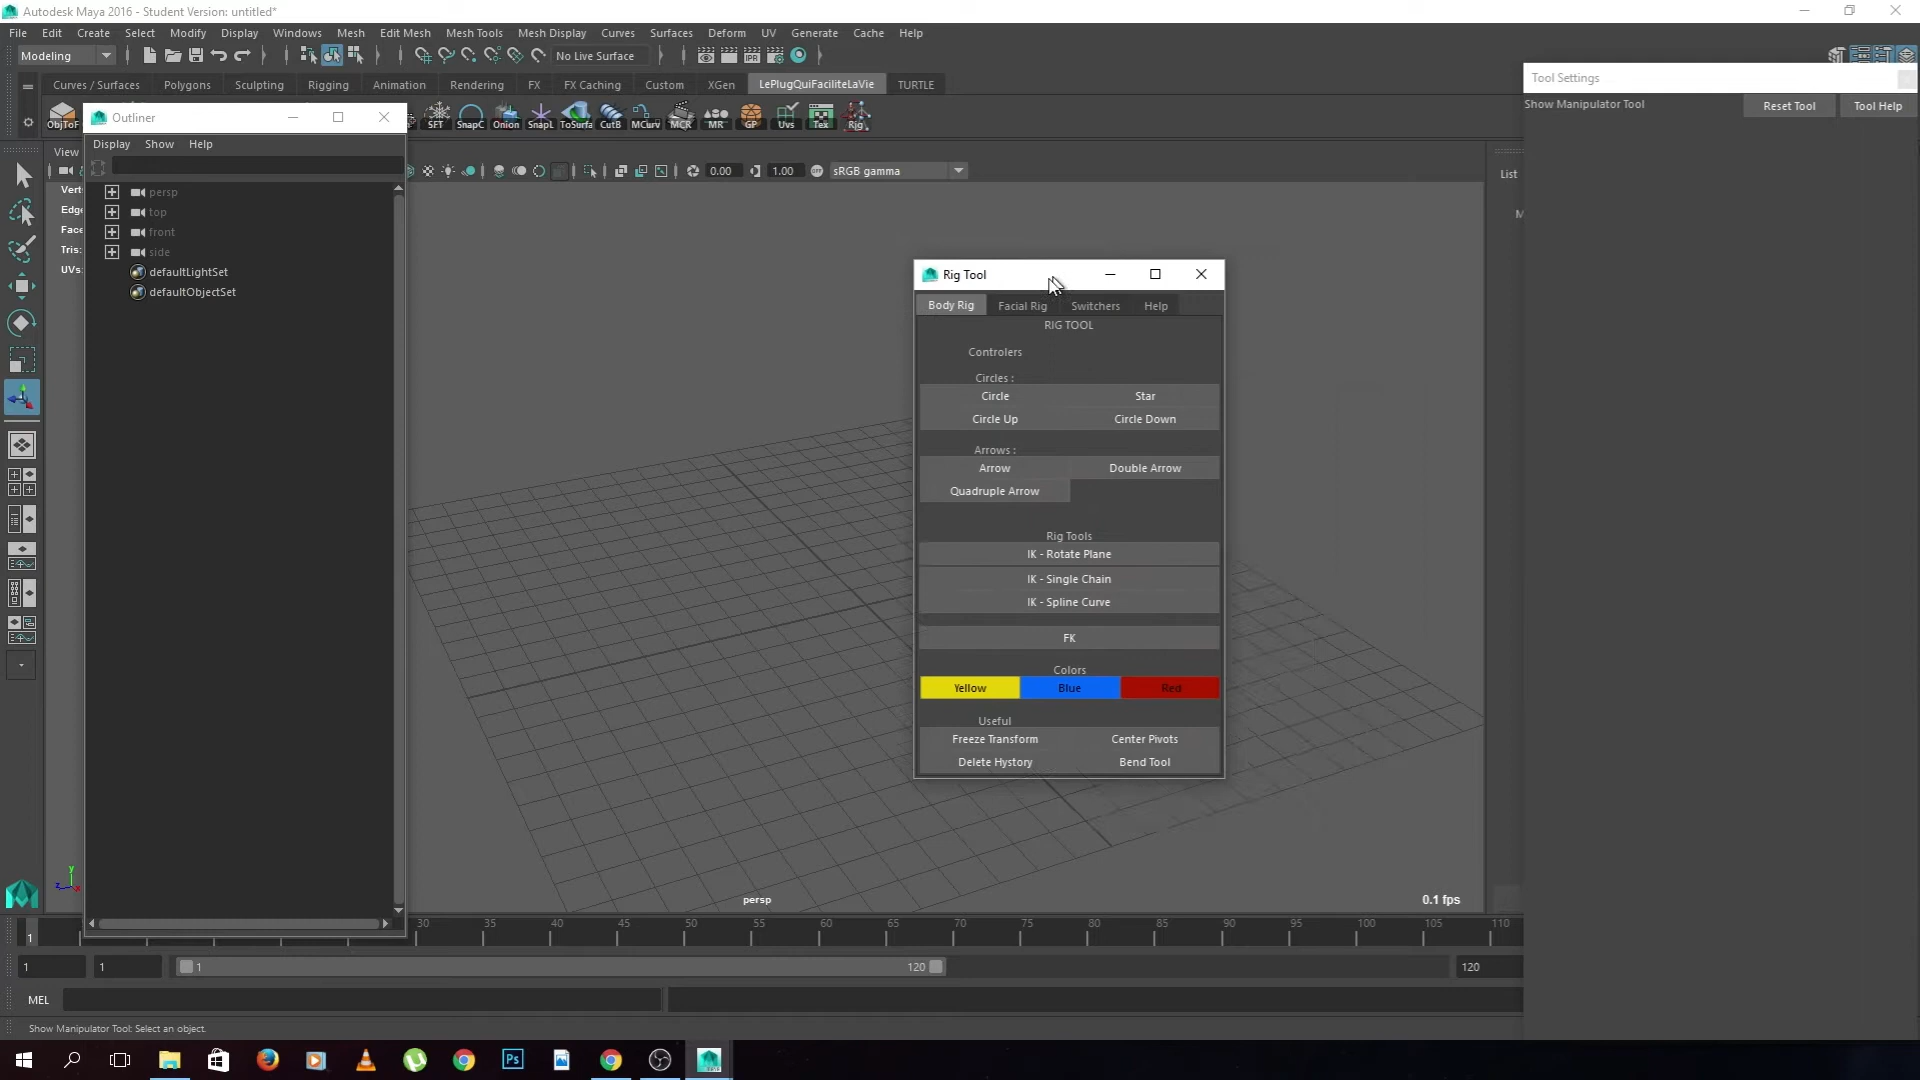 Autodesk Maya 2016 - Student Version: untitled*
File Edit Create Select Modify Display Windows Mesh Edit Mesh Mesh Tools Mesh Display Curves Surfaces Deform UV Generate Cache Help
Modeling No Live Surface
Curves / Surfaces Polygons Sculpting Rigging Animation Rendering FX FX Caching Custom XGen LePlugQuiFaciliteLaVie TURTLE
ObjToF SFT SnapC Onion SnapL ToSurfa CutB MCurv MCR MR GP Uvs Tex Rig
Tool Settings
Show Manipulator Tool Reset Tool Tool Help
Outliner
Display Show Help
View
0.00 1.00 sRGB gamma
List
Vert
Edge
Face
Tris:
UVs:
persp
top
front
side
defaultLightSet
defaultObjectSet
Rig Tool
Body Rig Facial Rig Switchers Help
RIG TOOL
Controlers
Circles :
Circle Star
Circle Up Circle Down
Arrows :
Arrow Double Arrow
Quadruple Arrow
Rig Tools
IK - Rotate Plane
IK - Single Chain
IK - Spline Curve
FK
Colors
Yellow Blue Red
Useful
Freeze Transform Center Pivots
Delete Hystory Bend Tool
persp
0.1 fps
1 30 35 40 45 50 55 60 65 70 75 80 85 90 95 100 105 110
1 1 1 120 120
MEL
Show Manipulator Tool: Select an object.